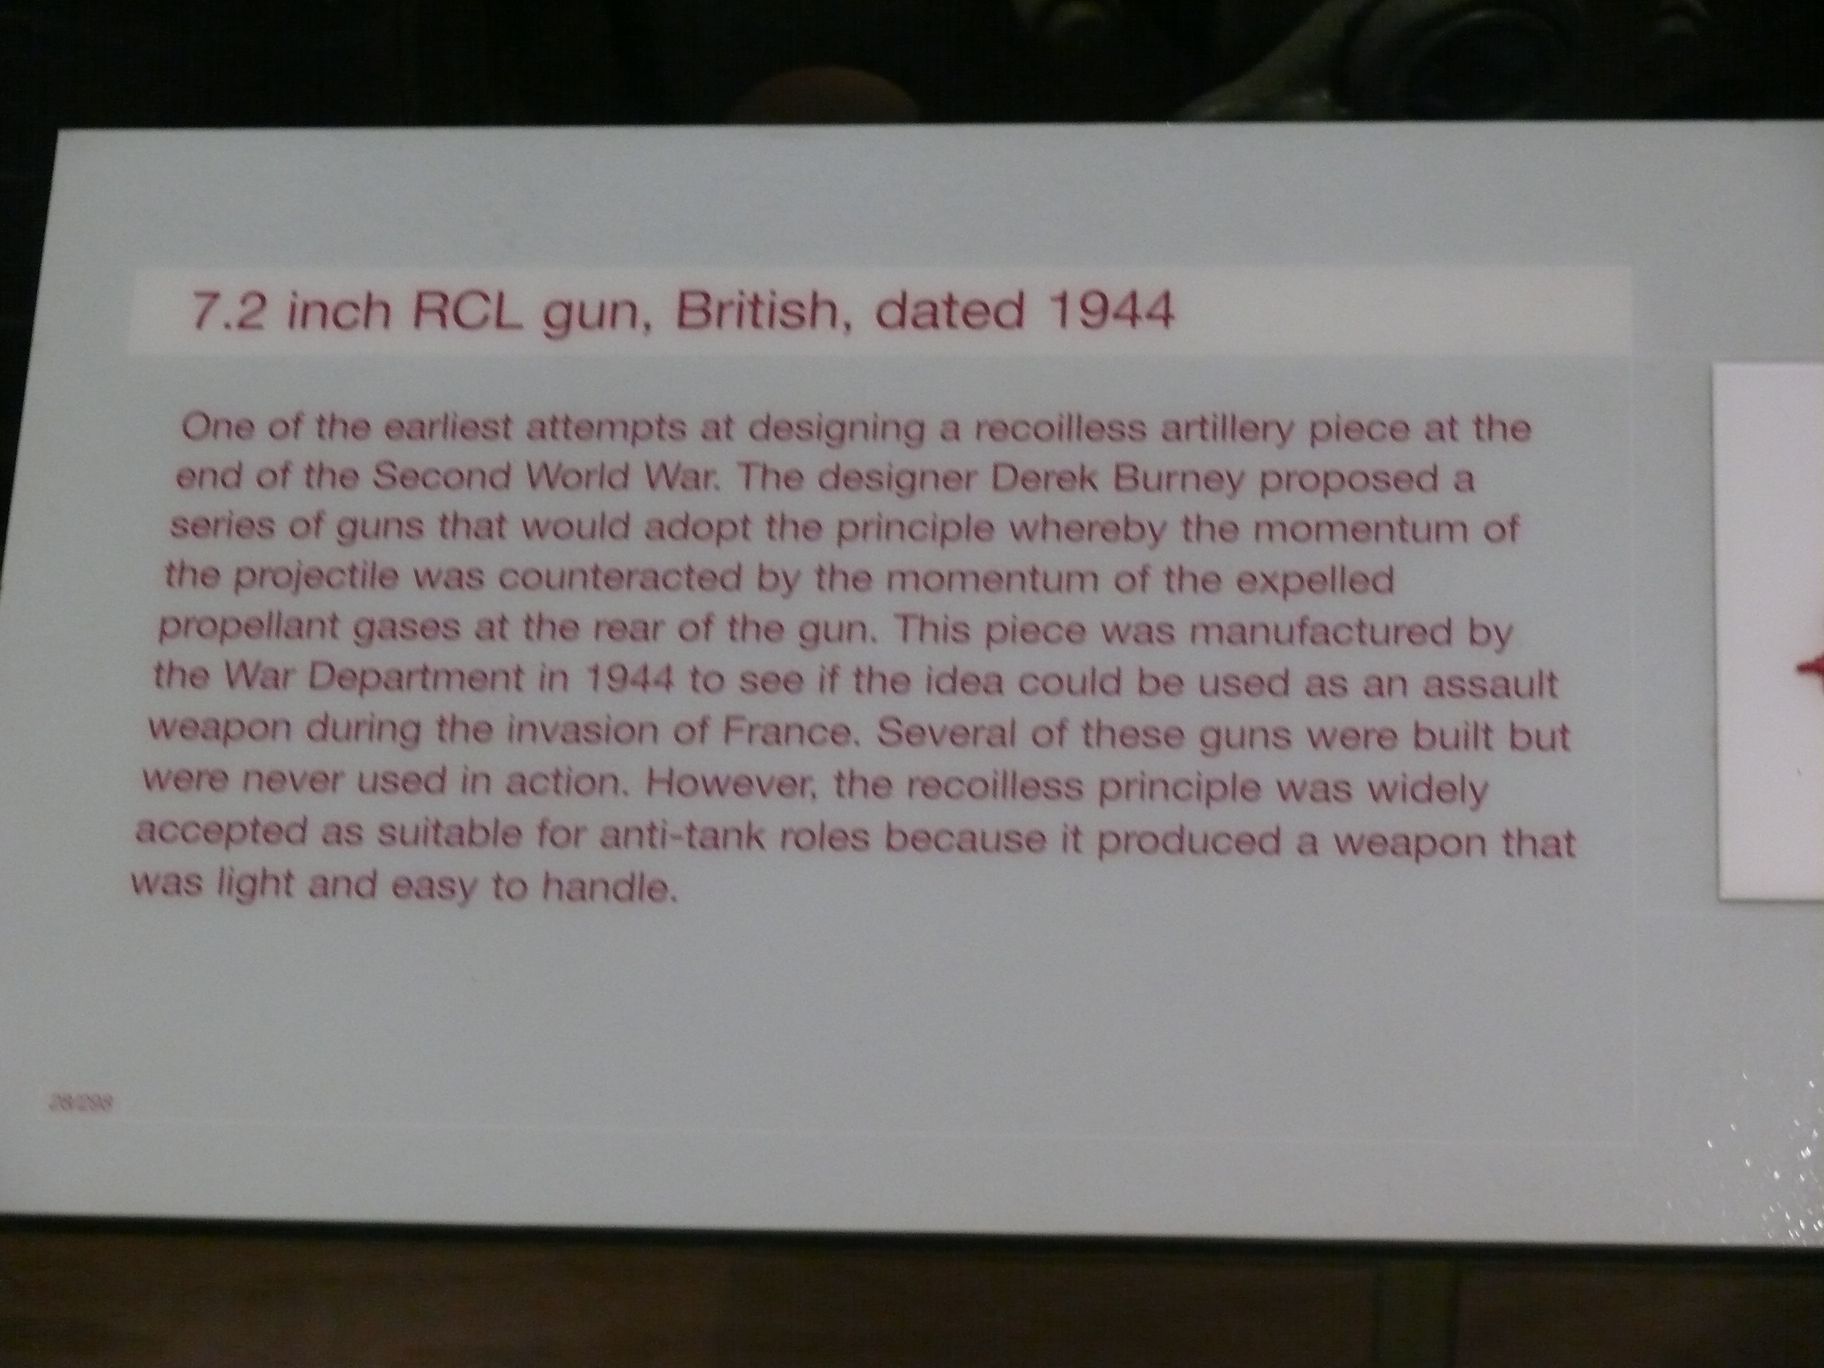 7.2 inch RCL gun, British, dated 1944
One of the earliest attempts at designing a recoilless artillery piece at the
end of the Second World War. The designer Derek Burney proposed a
series of guns that would adopt the principle whereby the momentum of
the projectile was counteracted by the momentum of the expelled
propellant gases at the rear of the gun. This piece was manufactured by
the War Department in 1944 to see if the idea could be used as an assault
weapon during the invasion of France. Several of these guns were built but
were never used in action. However, the recoilless principle was widely
accepted as suitable for anti-tank roles because it produced a weapon that
was light and easy to handle.
28/298